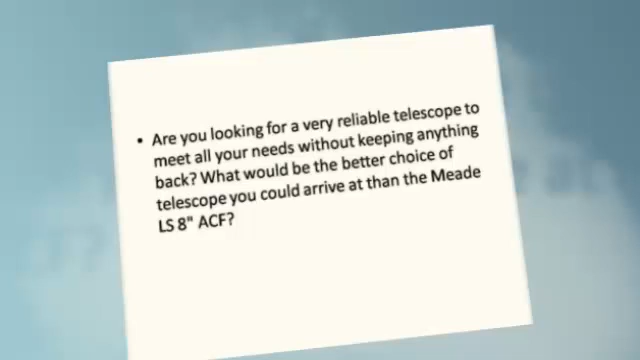 • Are you looking for a very reliable telescope to
meet all your needs without keeping anything
back? What would be the better choice of
telescope you could arrive at than the Meade
LS 8" ACF?